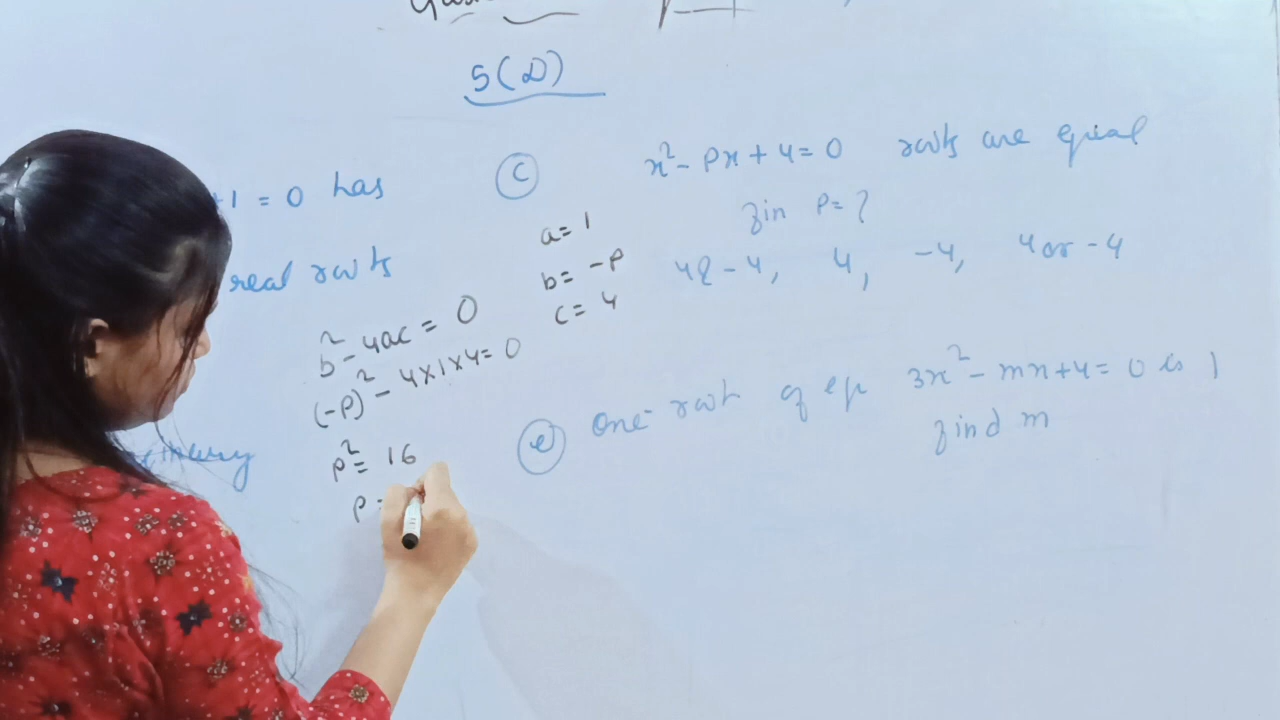 5(D)
+1 = 0 has
real roots
b² - 4ac = 0
(-P)² - 4×1×4 = 0
P² = 16
P =
(C) x² - Px + 4 = 0 roots are equal
fin P = ?
a = 1
b = -P
c = 4
4 & -4, 4, -4, 4 or -4
(e) One root of eq 3x² - mx + 4 = 0 is 1
find m